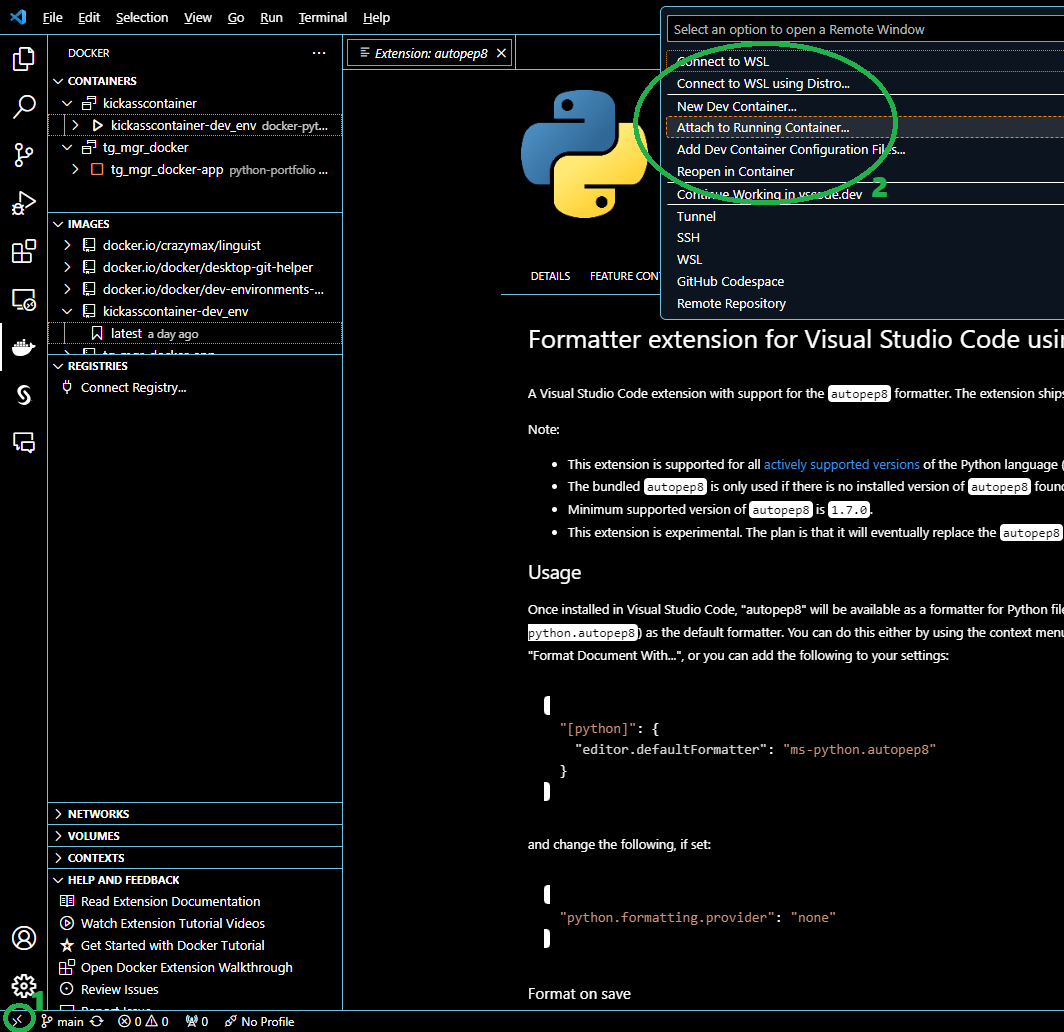 File Edit Selection View Go Run Terminal Help
Select an option to open a Remote Window
Connect to WSL
Connect to WSL using Distro...
New Dev Container...
Attach to Running Container...
Add Dev Container Configuration Files...
Reopen in Container
Continue Working in vscode.dev
2
Tunnel
SSH
WSL
GitHub Codespace
Remote Repository
DOCKER
CONTAINERS
kickasscontainer
kickasscontainer-dev_env docker-pyt...
tg_mgr_docker
tg_mgr_docker-app python-portfolio ...
IMAGES
docker.io/crazymax/linguist
docker.io/docker/desktop-git-helper
docker.io/docker/dev-environments-...
kickasscontainer-dev_env
latest a day ago
REGISTRIES
Connect Registry...
NETWORKS
VOLUMES
CONTEXTS
HELP AND FEEDBACK
Read Extension Documentation
Watch Extension Tutorial Videos
Get Started with Docker Tutorial
Open Docker Extension Walkthrough
Review Issues
Extension: autopep8
DETAILS FEATURE CONT
Formatter extension for Visual Studio Code usi
A Visual Studio Code extension with support for the autopep8 formatter. The extension ships
Note:
This extension is supported for all actively supported versions of the Python language (
The bundled autopep8 is only used if there is no installed version of autopep8 foun
Minimum supported version of autopep8 is 1.7.0.
This extension is experimental. The plan is that it will eventually replace the autopep8
Usage
Once installed in Visual Studio Code, "autopep8" will be available as a formatter for Python file
python.autopep8) as the default formatter. You can do this either by using the context menu
"Format Document With...", or you can add the following to your settings:
"[python]": {
"editor.defaultFormatter": "ms-python.autopep8"
}
and change the following, if set:
"python.formatting.provider": "none"
Format on save
1
main 0 0 0 No Profile